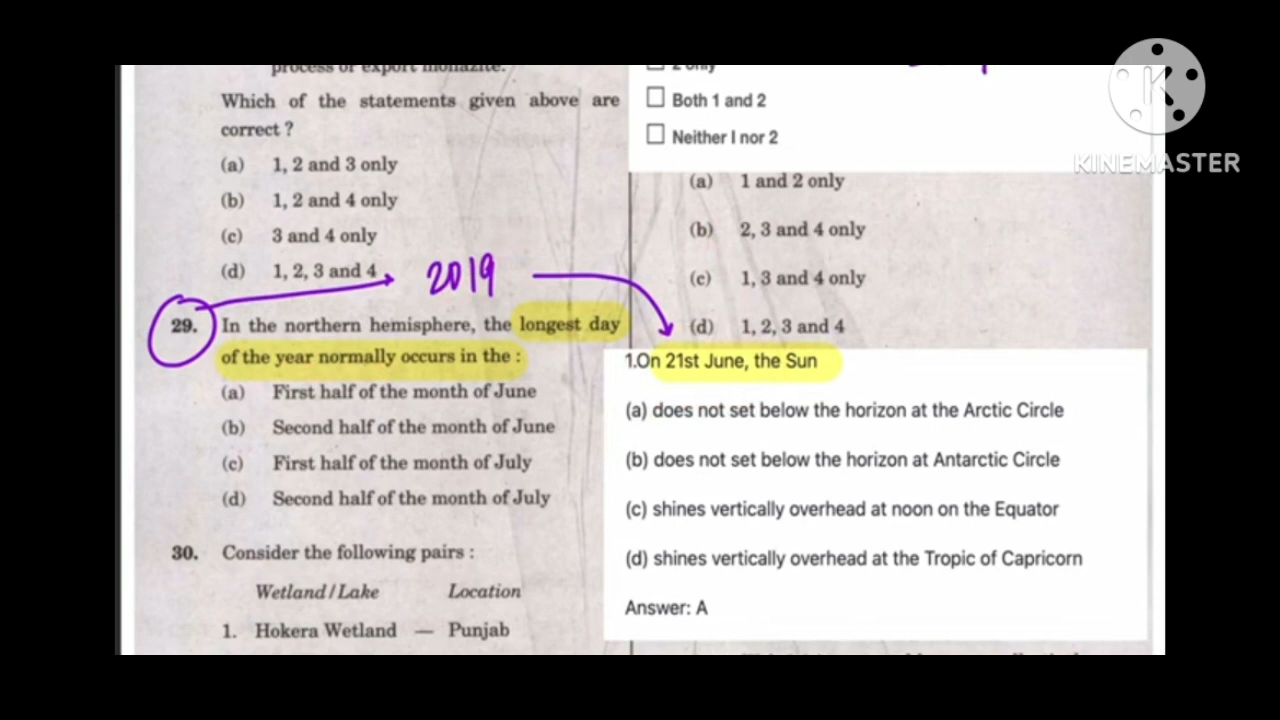 process or export monazite.
Which of the statements given above are
correct ?
(a) 1, 2 and 3 only
(b) 1, 2 and 4 only
(c) 3 and 4 only
(d) 1, 2, 3 and 4
2019
29. In the northern hemisphere, the longest day
of the year normally occurs in the :
(a) First half of the month of June
(b) Second half of the month of June
(c) First half of the month of July
(d) Second half of the month of July
30. Consider the following pairs :
Wetland / Lake Location
1. Hokera Wetland — Punjab
2 only
Both 1 and 2
Neither I nor 2
(a) 1 and 2 only
(b) 2, 3 and 4 only
(c) 1, 3 and 4 only
(d) 1, 2, 3 and 4
1.On 21st June, the Sun
(a) does not set below the horizon at the Arctic Circle
(b) does not set below the horizon at Antarctic Circle
(c) shines vertically overhead at noon on the Equator
(d) shines vertically overhead at the Tropic of Capricorn
Answer: A
K
KINEMASTER